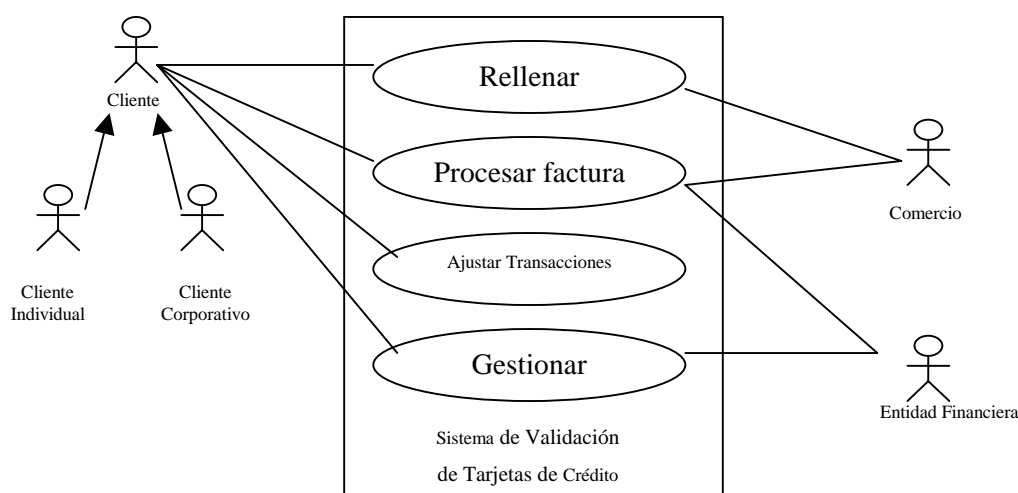 Rellenar
Cliente
Procesar factura
Comercio
Ajustar Transacciones
Cliente
Individual
Cliente
Corporativo
Gestionar
Entidad Financiera
Sistema de Validación
de Tarjetas de Crédito